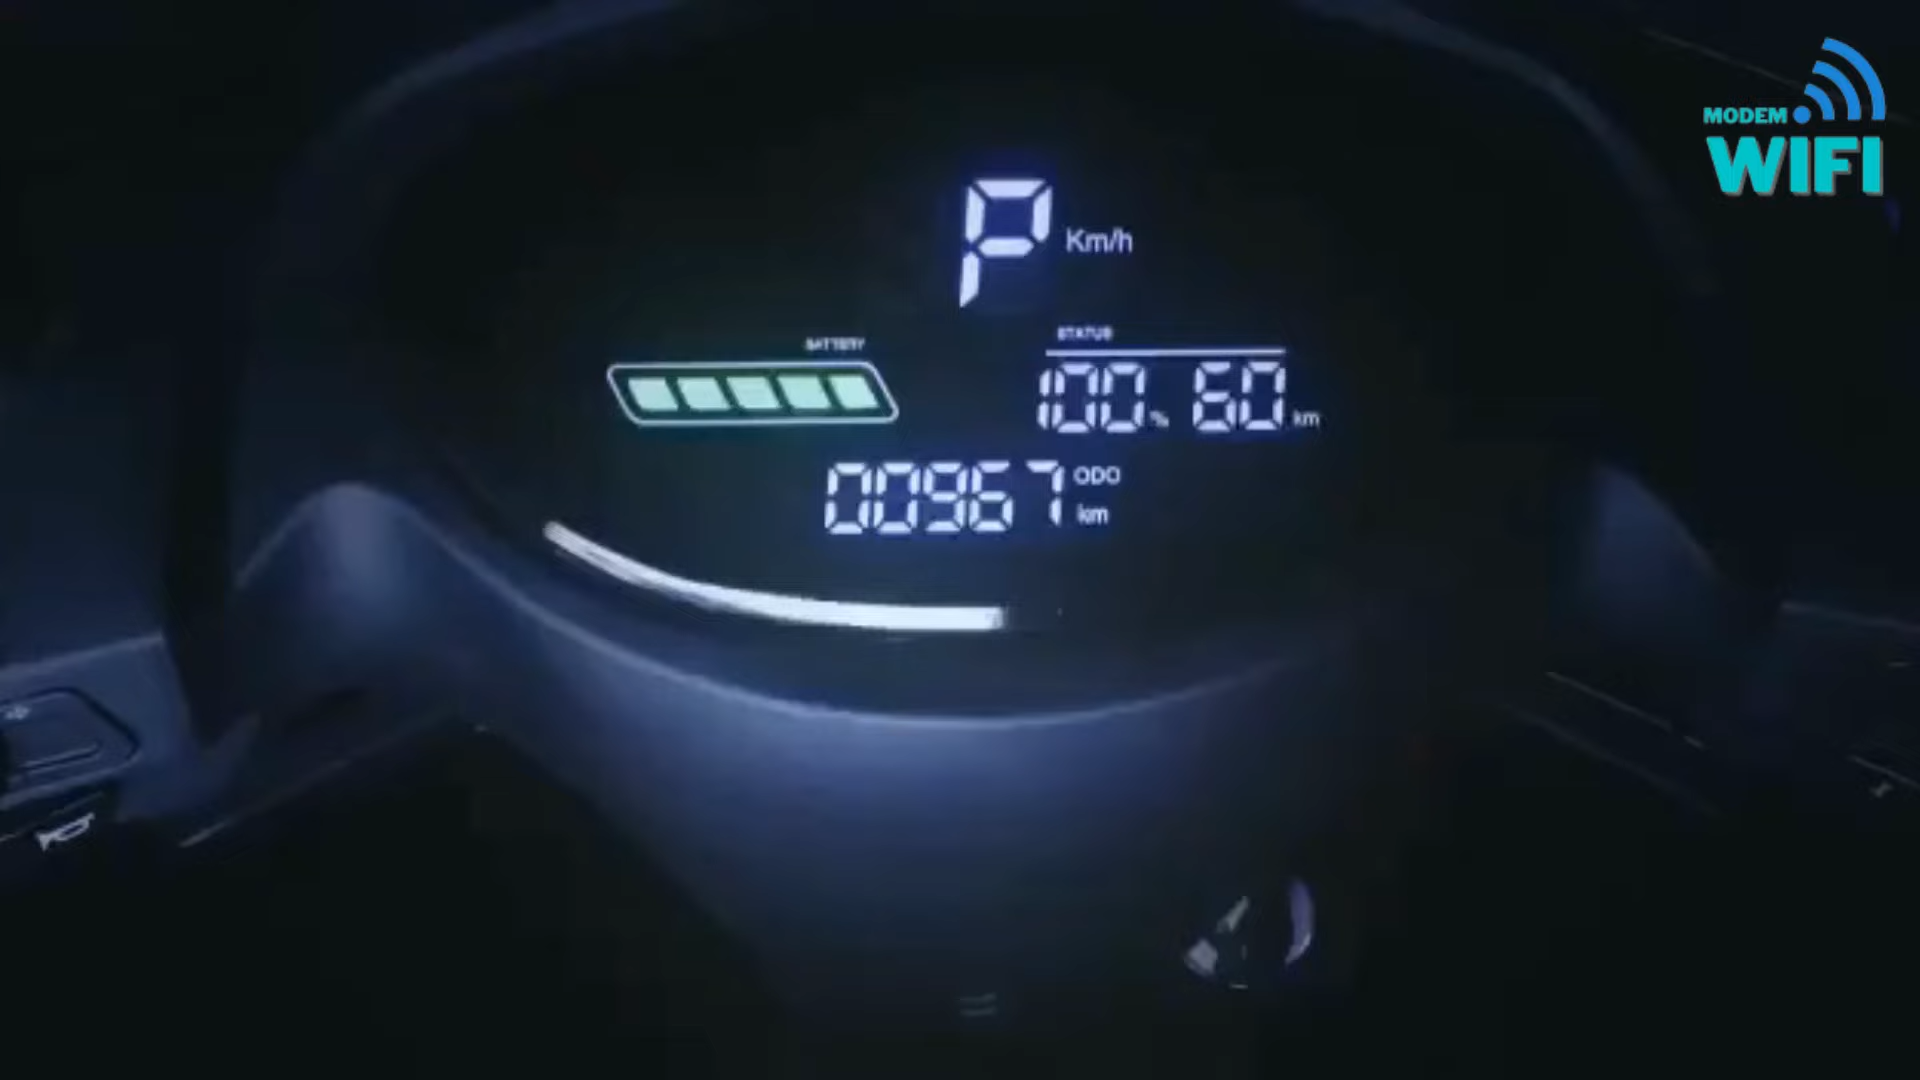 MODEM
WIFI
P Km/h
BATTERY
STATUS
100 % 60 km
00967 ODO
km